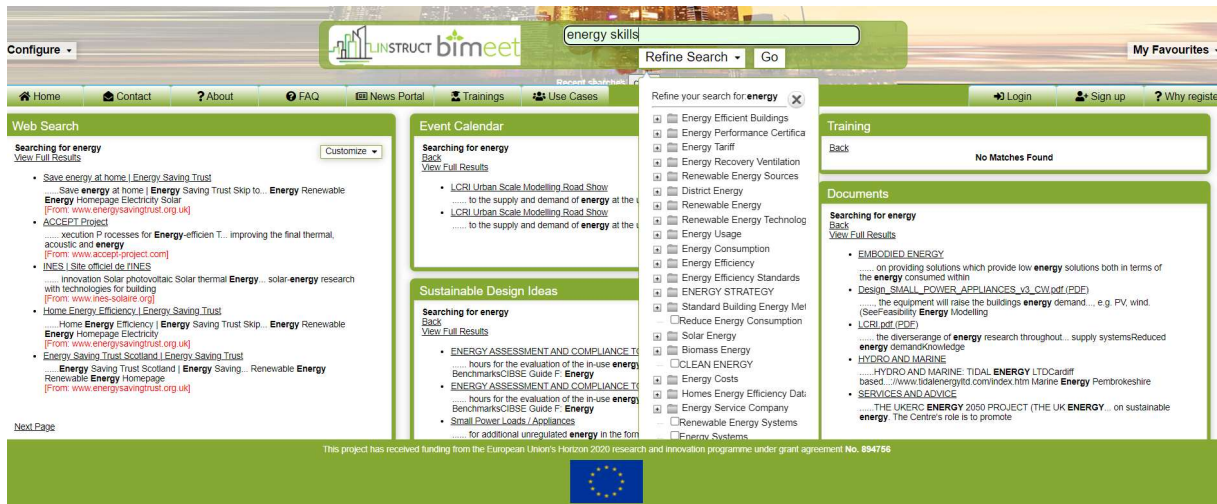 Configure
INSTRUCT bimeet
energy skills
Refine Search
Go
My Favourites
Recent searches
Home
Contact
? About
FAQ
News Portal
Trainings
Use Cases
Login
Sign up
? Why registe
Web Search
Searching for energy
View Full Results
Customize
• Save energy at home | Energy Saving Trust
......Save energy at home | Energy Saving Trust Skip to... Energy Renewable
Energy Homepage Electricity Solar
[From: www.energysavingtrust.org.uk]
• ACCEPT Project
...... xecution P rocesses for Energy-efficien T... improving the final thermal,
acoustic and energy
[From: www.accept-project.com]
• INES | Site officiel de l'INES
...... innovation Solar photovoltaic Solar thermal Energy... solar-energy research
with technologies for building
[From: www.ines-solaire.org]
• Home Energy Efficiency | Energy Saving Trust
......Home Energy Efficiency | Energy Saving Trust Skip... Energy Renewable
Energy Homepage Electricity
[From: www.energysavingtrust.org.uk]
• Energy Saving Trust Scotland | Energy Saving Trust
......Energy Saving Trust Scotland | Energy Saving... Renewable Energy
Renewable Energy Homepage
[From: www.energysavingtrust.org.uk]
Next Page
Event Calendar
Searching for energy
Back
View Full Results
• LCRI Urban Scale Modelling Road Show
...... to the supply and demand of energy at the u
• LCRI Urban Scale Modelling Road Show
...... to the supply and demand of energy at the u
Sustainable Design Ideas
Searching for energy
Back
View Full Results
• ENERGY ASSESSMENT AND COMPLIANCE TO
...... hours for the evaluation of the in-use energy
BenchmarksCIBSE Guide F: Energy
• ENERGY ASSESSMENT AND COMPLIANCE TO
...... hours for the evaluation of the in-use energy
BenchmarksCIBSE Guide F: Energy
• Small Power Loads / Appliances
...... for additional unregulated energy in the form
Refine your search for:energy
Energy Efficient Buildings
Energy Performance Certifica
Energy Tariff
Energy Recovery Ventilation
Renewable Energy Sources
District Energy
Renewable Energy
Renewable Energy Technolog
Energy Usage
Energy Consumption
Energy Efficiency
Energy Efficiency Standards
ENERGY STRATEGY
Standard Building Energy Met
Reduce Energy Consumption
Solar Energy
Biomass Energy
CLEAN ENERGY
Energy Costs
Homes Energy Efficiency Data
Energy Service Company
Renewable Energy Systems
Energy Systems
Training
Back
No Matches Found
Documents
Searching for energy
Back
View Full Results
• EMBODIED ENERGY
...... on providing solutions which provide low energy solutions both in terms of
the energy consumed within
• Design_SMALL_POWER_APPLIANCES_v3_CW.pdf (PDF)
......, the equipment will raise the buildings energy demand..., e.g. PV, wind.
(SeeFeasibility Energy Modelling
• LCRI.pdf (PDF)
...... the diverserange of energy research throughout... supply systemsReduced
energy demandKnowledge
• HYDRO AND MARINE
......HYDRO AND MARINE: TIDAL ENERGY LTDCardiff
based...://www.tidalenergyltd.com/index.htm Marine Energy Pembrokeshire
• SERVICES AND ADVICE
......THE UKERC ENERGY 2050 PROJECT (THE UK ENERGY... on sustainable
energy. The Centre's role is to promote
This project has received funding from the European Union's Horizon 2020 research and innovation programme under grant agreement No. 894756